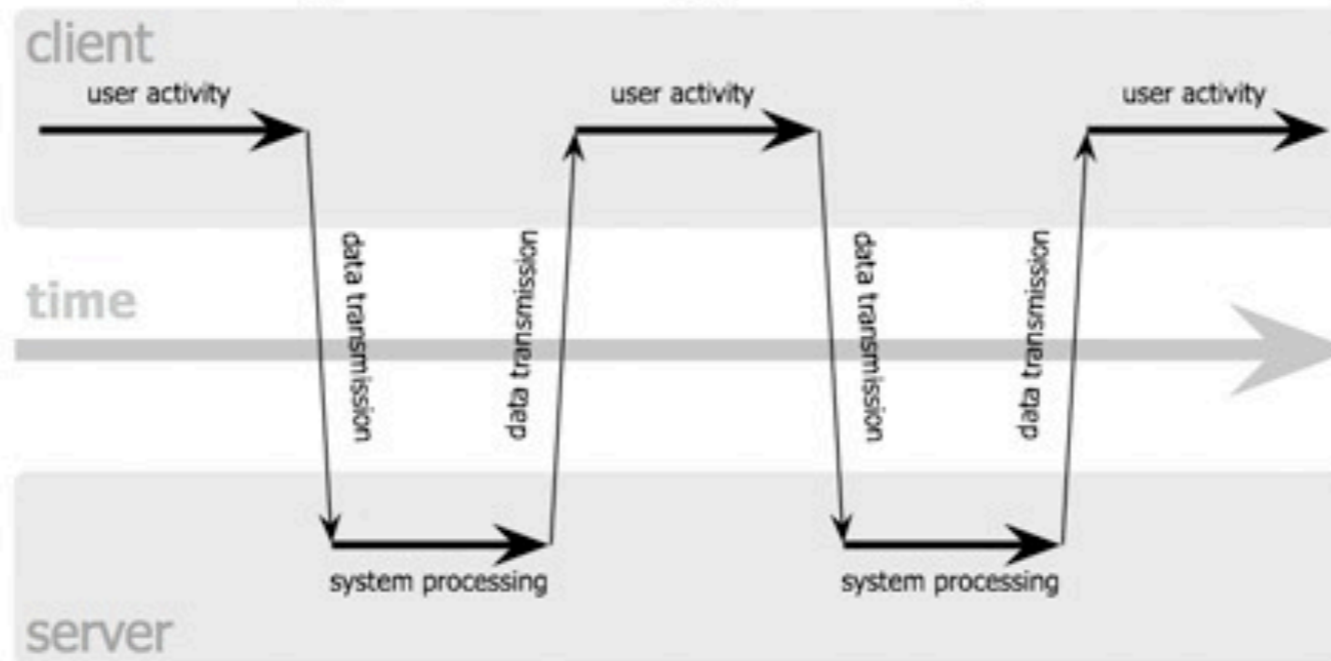 client
user activity
user activity
user activity
data transmission
data transmission
data transmission
data transmission
time
system processing
system processing
server